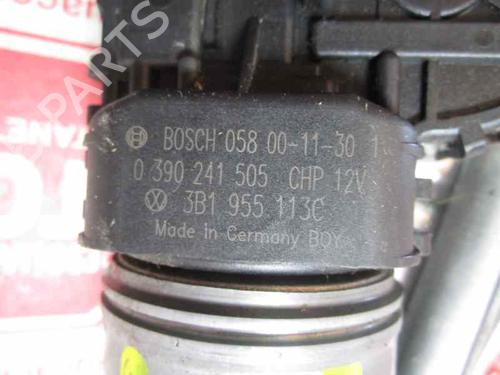 BOSCH 058 00-11-30 1
0 390 241 505 CHP 12V
3B1 955 113C
Made in Germany BOY
B-PARTS